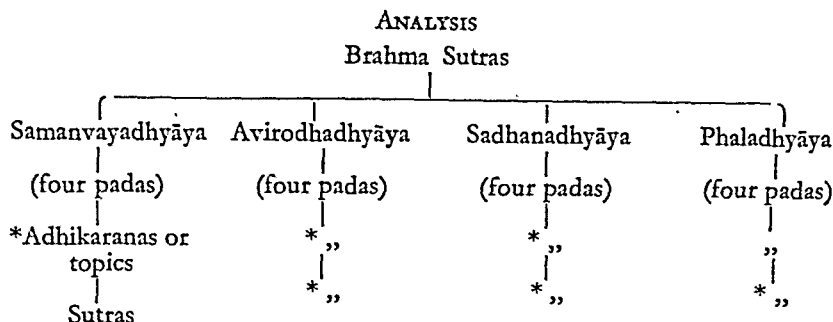 ANALYSIS
Brahma Sutras
Samanvayadhyāya Avirodhadhyāya Sadhanadhyāya Phaladhyāya
(four padas) (four padas) (four padas) (four padas)
*Adhikaranas or * „ * „ „
topics
* „ * „ * „
Sutras